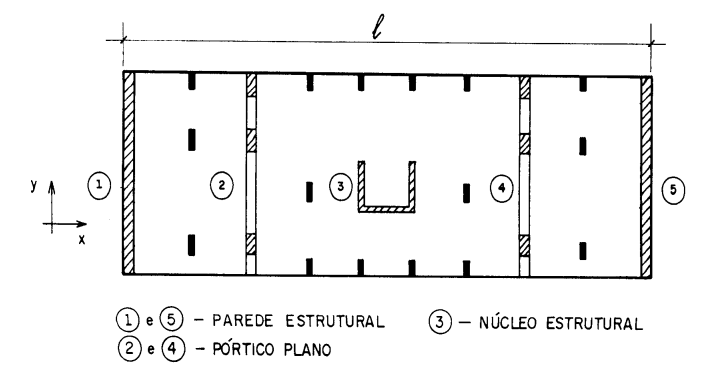 l
y
x
1
2
3
4
5
1 e 5 - PAREDE ESTRUTURAL
3 - NÚCLEO ESTRUTURAL
2 e 4 - PÓRTICO PLANO